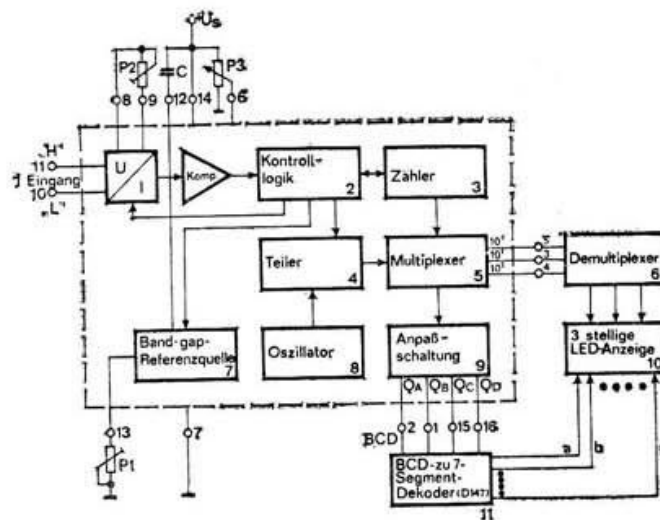 +Us
P2
C
P3
8
9
12
14
6
"H"
11
Eingang
10
"L"
U
I
Komp.
Kontroll-
logik
2
Zähler
3
Teiler
4
Multiplexer
5
Demultiplexer
6
Band-gap-
Referenzquelle
7
Oszillator
8
Anpaß-
schaltung
9
3 stellige
LED-Anzeige
10
QA QB QC QD
13
7
2
1
15
16
5
3
4
P1
BCD
BCD-zu 7-
Segment-
Dekoder
11
a
b